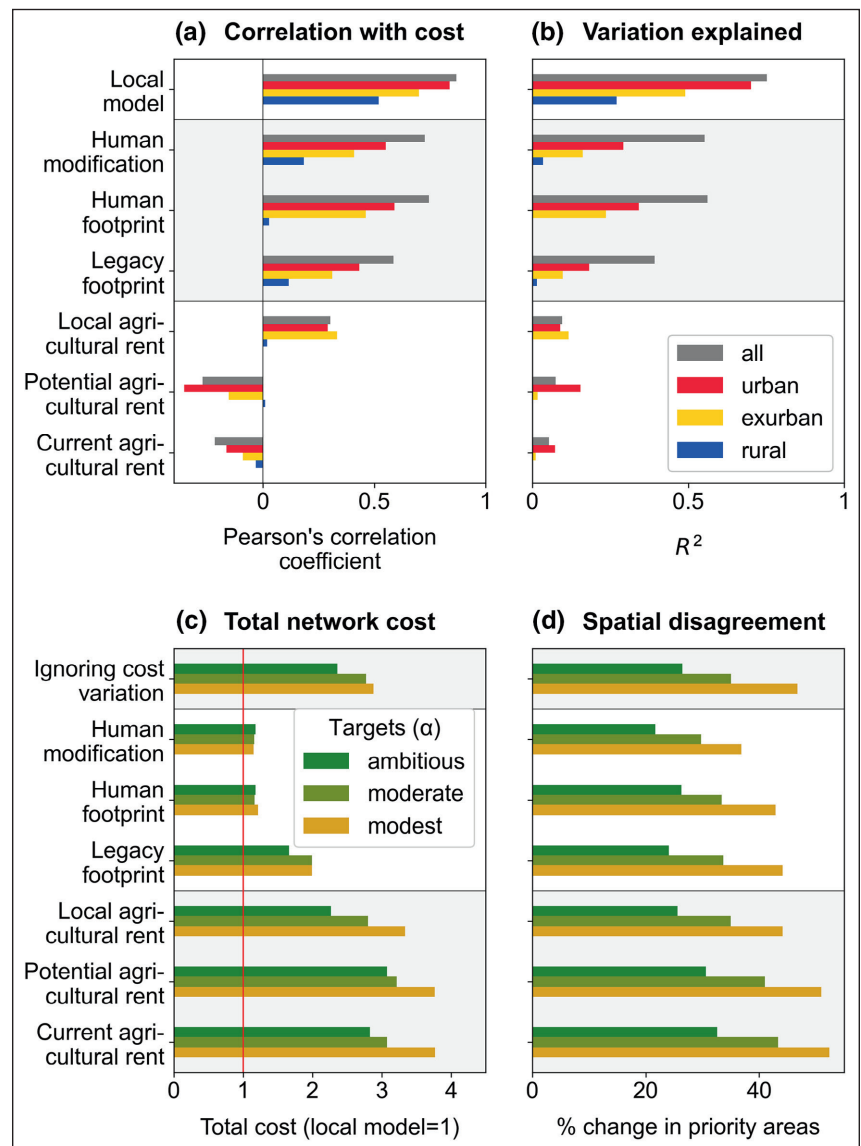 (a) Correlation with cost
(b) Variation explained
Local
model
Human
modification
Human
footprint
Legacy
footprint
Local agri-
cultural rent
Potential agri-
cultural rent
Current agri-
cultural rent
all
urban
exurban
rural
0 0.5 1
0 0.5 1
Pearson's correlation
coefficient
R²
(c) Total network cost
(d) Spatial disagreement
Ignoring cost
variation
Human
modification
Human
footprint
Legacy
footprint
Local agri-
cultural rent
Potential agri-
cultural rent
Current agri-
cultural rent
Targets (α)
ambitious
moderate
modest
0 1 2 3 4
0 20 40
Total cost (local model=1)
% change in priority areas